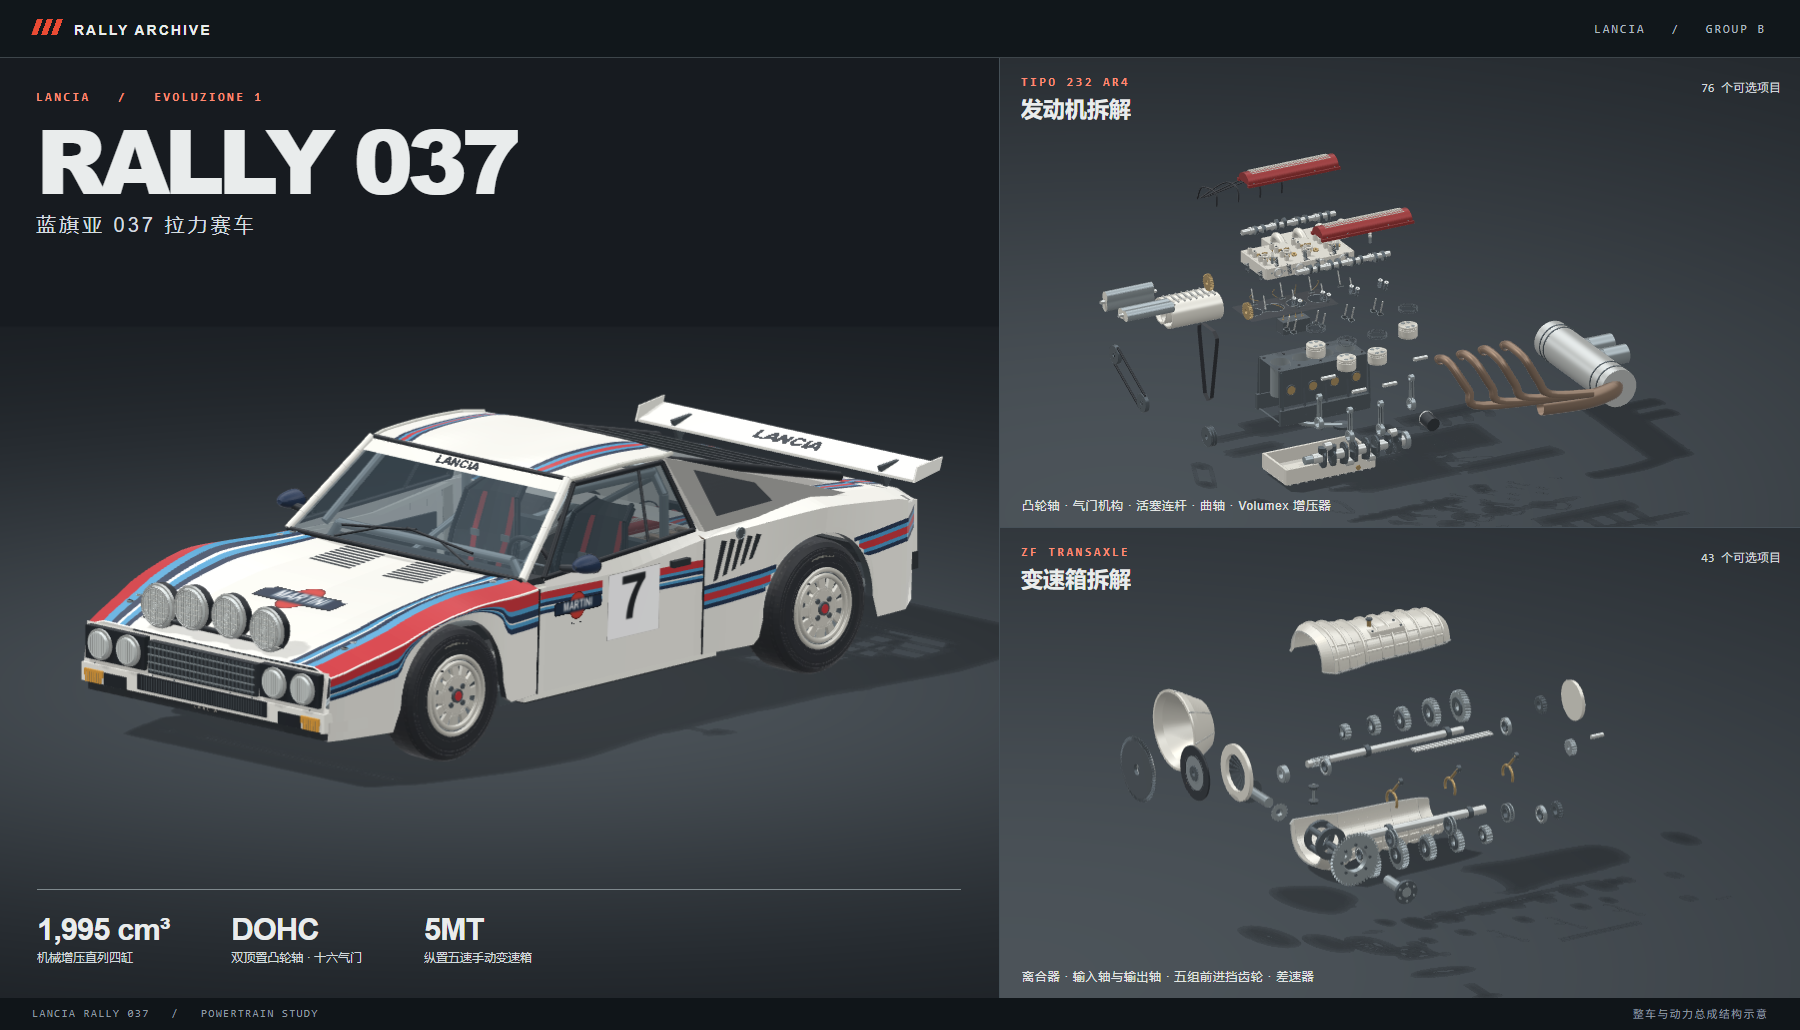 RALLY ARCHIVE
LANCIA / GROUP B
LANCIA / EVOLUZIONE 1
RALLY 037
蓝旗亚 037 拉力赛车
LANCIA
LANCIA
MARTINI
MARTINI
7
1,995 cm³
机械增压直列四缸
DOHC
双顶置凸轮轴 · 十六气门
5MT
纵置五速手动变速箱
TIPO 232 AR4
发动机拆解
76 个可选项目
凸轮轴 · 气门机构 · 活塞连杆 · 曲轴 · Volumex 增压器
ZF TRANSAXLE
变速箱拆解
43 个可选项目
离合器 · 输入轴与输出轴 · 五组前进挡齿轮 · 差速器
LANCIA RALLY 037 / POWERTRAIN STUDY
整车与动力总成结构示意